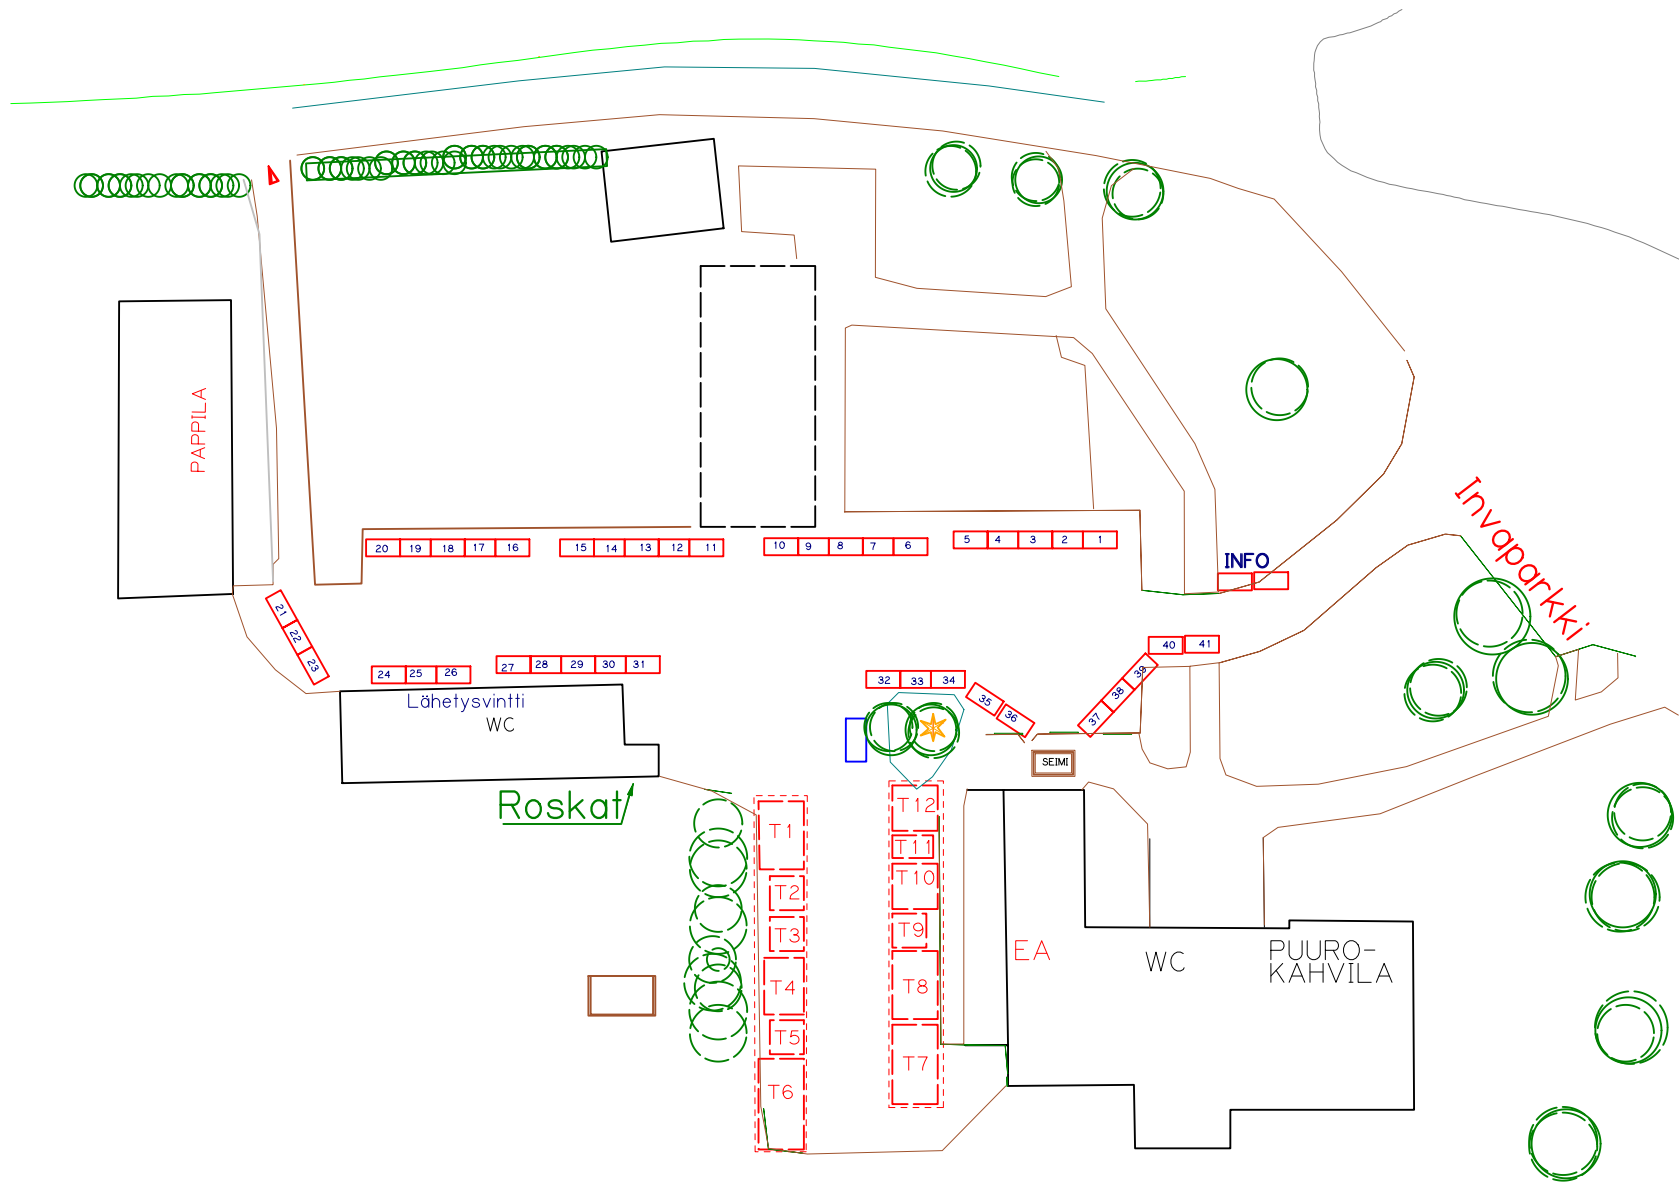 PAPPILA
Invaparkki
INFO
20 19 18 17 16
15 14 13 12 11
10 9 8 7 6
5 4 3 2 1
21
22
23
24 25 26
27 28 29 30 31
32 33 34
35
36
37
38
39
40 41
Lähetysvintti
WC
SEIMI
Roskat
T1
T2
T3
T4
T5
T6
T12
T11
T10
T9
T8
T7
EA
WC
PUURO-
KAHVILA